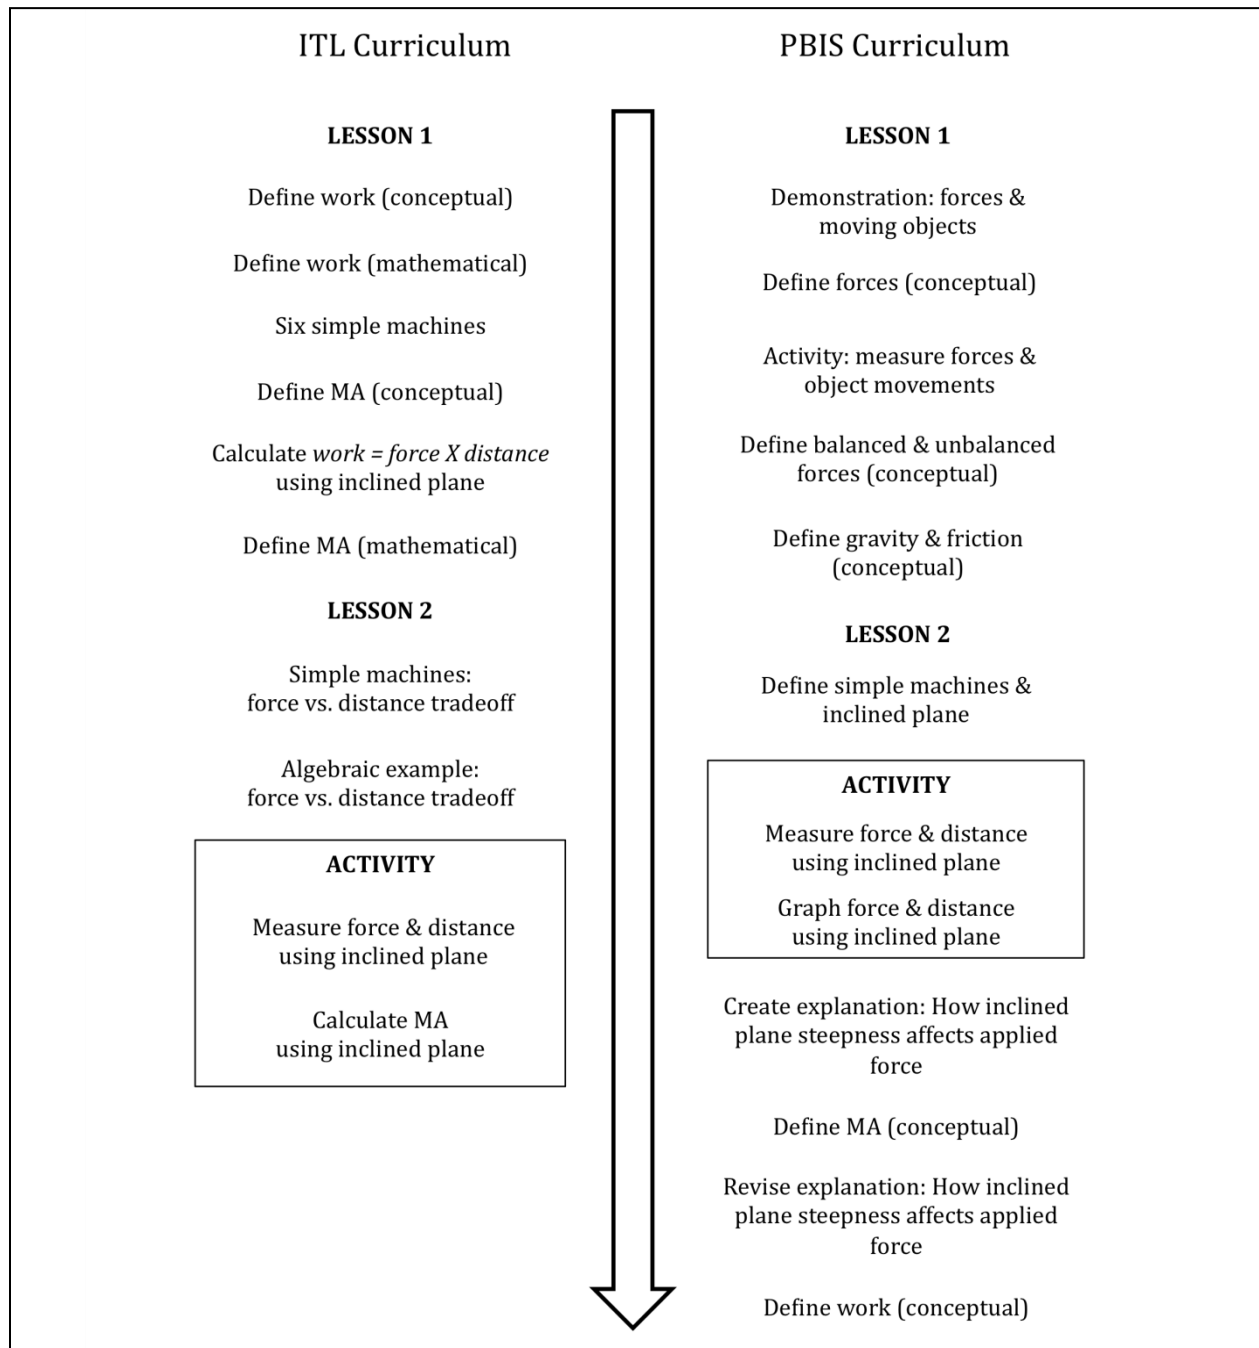 ITL Curriculum
LESSON 1
Define work (conceptual)
Define work (mathematical)
Six simple machines
Define MA (conceptual)
Calculate work = force X distance
using inclined plane
Define MA (mathematical)
LESSON 2
Simple machines:
force vs. distance tradeoff
Algebraic example:
force vs. distance tradeoff
ACTIVITY
Measure force & distance
using inclined plane
Calculate MA
using inclined plane
PBIS Curriculum
LESSON 1
Demonstration: forces &
moving objects
Define forces (conceptual)
Activity: measure forces &
object movements
Define balanced & unbalanced
forces (conceptual)
Define gravity & friction
(conceptual)
LESSON 2
Define simple machines &
inclined plane
ACTIVITY
Measure force & distance
using inclined plane
Graph force & distance
using inclined plane
Create explanation: How inclined
plane steepness affects applied
force
Define MA (conceptual)
Revise explanation: How inclined
plane steepness affects applied
force
Define work (conceptual)